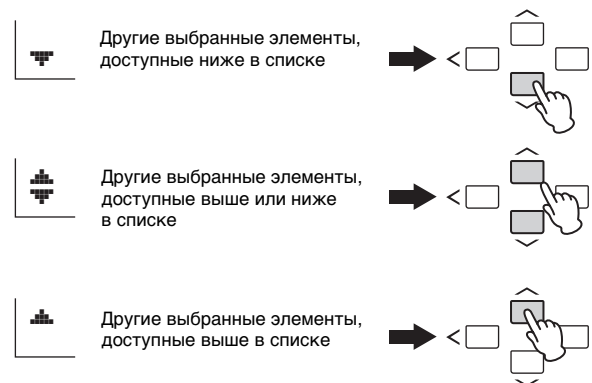 Другие выбранные элементы,
доступные ниже в списке
Другие выбранные элементы,
доступные выше или ниже
в списке
Другие выбранные элементы,
доступные выше в списке